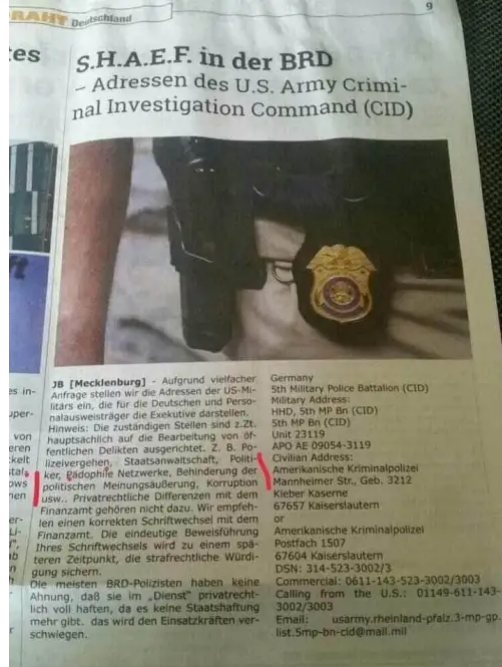 RAHT Deutschland
9
tes
S.H.A.E.F. in der BRD
– Adressen des U.S. Army Crimi-
nal Investigation Command (CID)
JB [Mecklenburg] - Aufgrund vielfacher
Anfrage stellen wir die Adressen der US-Mi-
litärs ein, die für die Deutschen und Perso-
nalausweisträger die Exekutive darstellen.
Hinweis: Die zuständigen Stellen sind z.Zt.
hauptsächlich auf die Bearbeitung von öf-
fentlichen Delikten ausgerichtet. Z. B. Po-
lizeivergehen, Staatsanwaltschaft, Politi-
ker, Pädophile Netzwerke, Behinderung der
politischen Meinungsäußerung, Korruption
usw.. Privatrechtliche Differenzen mit dem
Finanzamt gehören nicht dazu. Wir empfeh-
len einen korrekten Schriftwechsel mit dem
Finanzamt. Die eindeutige Beweisführung
Ihres Schriftwechsels wird zu einem spä-
teren Zeitpunkt, die strafrechtliche Würdi-
gung sichern.
Die meisten BRD-Polizisten haben keine
Ahnung, daß sie im „Dienst" privatrecht-
lich voll haften, da es keine Staatshaftung
mehr gibt. das wird den Einsatzkräften ver-
schwiegen.
Germany
5th Military Police Battalion (CID)
Military Address:
HHD, 5th MP Bn (CID)
5th MP Bn (CID)
Unit 23119
APO AE 09054-3119
Civilian Address:
Amerikanische Kriminalpolizei
Mannheimer Str., Geb. 3212
Kleber Kaserne
67657 Kaiserslautern
or
Amerikanische Kriminalpolizei
Postfach 1507
67604 Kaiserslautern
DSN: 314-523-3002/3
Commercial: 0611-143-523-3002/3003
Calling from the U.S.: 01149-611-143-
3002/3003
Email: usarmy.rheinland-pfalz.3-mp-gp.
list.5mp-bn-cid@mail.mil